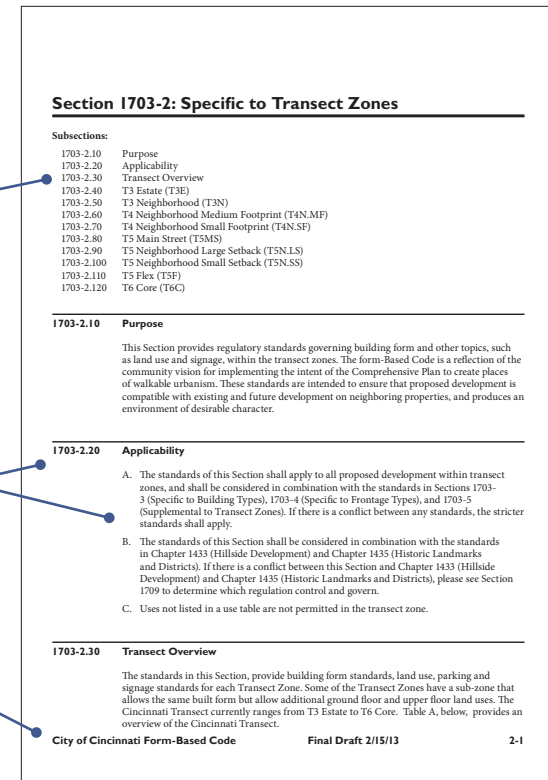 Section 1703-2: Specific to Transect Zones
Subsections:
1703-2.10 Purpose
1703-2.20 Applicability
1703-2.30 Transect Overview
1703-2.40 T3 Estate (T3E)
1703-2.50 T3 Neighborhood (T3N)
1703-2.60 T4 Neighborhood Medium Footprint (T4N.MF)
1703-2.70 T4 Neighborhood Small Footprint (T4N.SF)
1703-2.80 T5 Main Street (T5MS)
1703-2.90 T5 Neighborhood Large Setback (T5N.LS)
1703-2.100 T5 Neighborhood Small Setback (T5N.SS)
1703-2.110 T5 Flex (T5F)
1703-2.120 T6 Core (T6C)
1703-2.10 Purpose
This Section provides regulatory standards governing building form and other topics, such
as land use and signage, within the transect zones. The form-Based Code is a reflection of the
community vision for implementing the intent of the Comprehensive Plan to create places
of walkable urbanism. These standards are intended to ensure that proposed development is
compatible with existing and future development on neighboring properties, and produces an
environment of desirable character.
1703-2.20 Applicability
A. The standards of this Section shall apply to all proposed development within transect
zones, and shall be considered in combination with the standards in Sections 1703-
3 (Specific to Building Types), 1703-4 (Specific to Frontage Types), and 1703-5
(Supplemental to Transect Zones). If there is a conflict between any standards, the stricter
standards shall apply.
B. The standards of this Section shall be considered in combination with the standards
in Chapter 1433 (Hillside Development) and Chapter 1435 (Historic Landmarks
and Districts). If there is a conflict between this Section and Chapter 1433 (Hillside
Development) and Chapter 1435 (Historic Landmarks and Districts), please see Section
1709 to determine which regulation control and govern.
C. Uses not listed in a use table are not permitted in the transect zone.
1703-2.30 Transect Overview
The standards in this Section, provide building form standards, land use, parking and
signage standards for each Transect Zone. Some of the Transect Zones have a sub-zone that
allows the same built form but allow additional ground floor and upper floor land uses. The
Cincinnati Transect currently ranges from T3 Estate to T6 Core. Table A, below, provides an
overview of the Cincinnati Transect.
City of Cincinnati Form-Based Code Final Draft 2/15/13 2-1